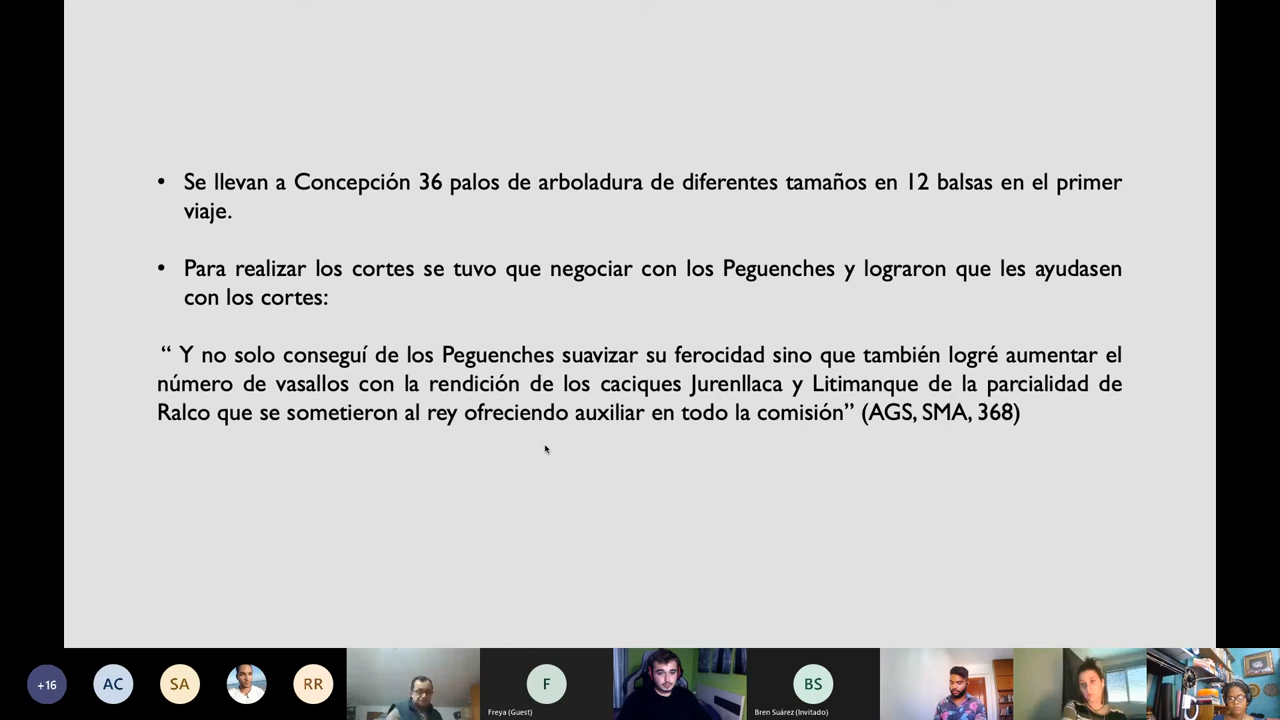 • Se llevan a Concepción 36 palos de arboladura de diferentes tamaños en 12 balsas en el primer
viaje.
• Para realizar los cortes se tuvo que negociar con los Peguenches y lograron que les ayudasen
con los cortes:
“ Y no solo conseguí de los Peguenches suavizar su ferocidad sino que también logré aumentar el
número de vasallos con la rendición de los caciques Jurenllaca y Litimanque de la parcialidad de
Ralco que se sometieron al rey ofreciendo auxiliar en todo la comisión” (AGS, SMA, 368)
+16
AC
SA
RR
F
Freya (Guest)
BS
Bren Suárez (Invitado)